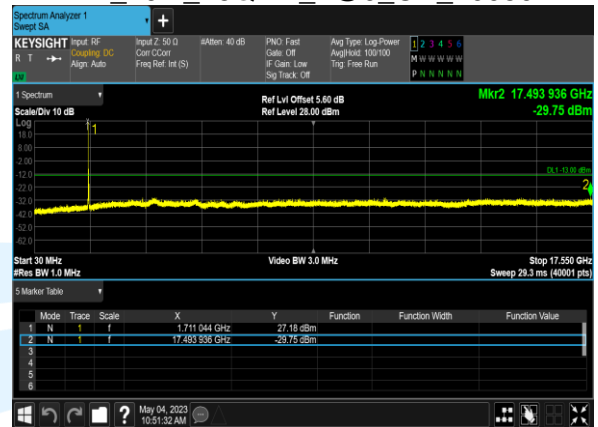 Spectrum Analyzer 1
Swept SA
+
KEYSIGHT Input: RF Input Z: 50 Ω #Atten: 40 dB PNO: Fast Avg Type: Log-Power 1 2 3 4 5 6
R T Coupling: DC Corr CCorr Gate: Off Avg|Hold: 100/100 M W W W W W
Align: Auto Freq Ref: Int (S) IF Gain: Low Trig: Free Run
Sig Track: Off P N N N N N
1 Spectrum Ref Lvl Offset 5.60 dB Mkr2 17.493 936 GHz
Scale/Div 10 dB Ref Level 28.00 dBm -29.75 dBm
Log
1
18.0
8.00
-2.00
DL1 -13.00 dBm
-12.0
2
-22.0
-32.0
-42.0
-52.0
-62.0
Start 30 MHz Video BW 3.0 MHz Stop 17.550 GHz
#Res BW 1.0 MHz Sweep 29.3 ms (40001 pts)
5 Marker Table
Mode Trace Scale X Y Function Function Width Function Value
1 N 1 f 1.711 044 GHz 27.18 dBm
2 N 1 f 17.493 936 GHz -29.75 dBm
3
4
5
6
? May 04, 2023
10:51:32 AM